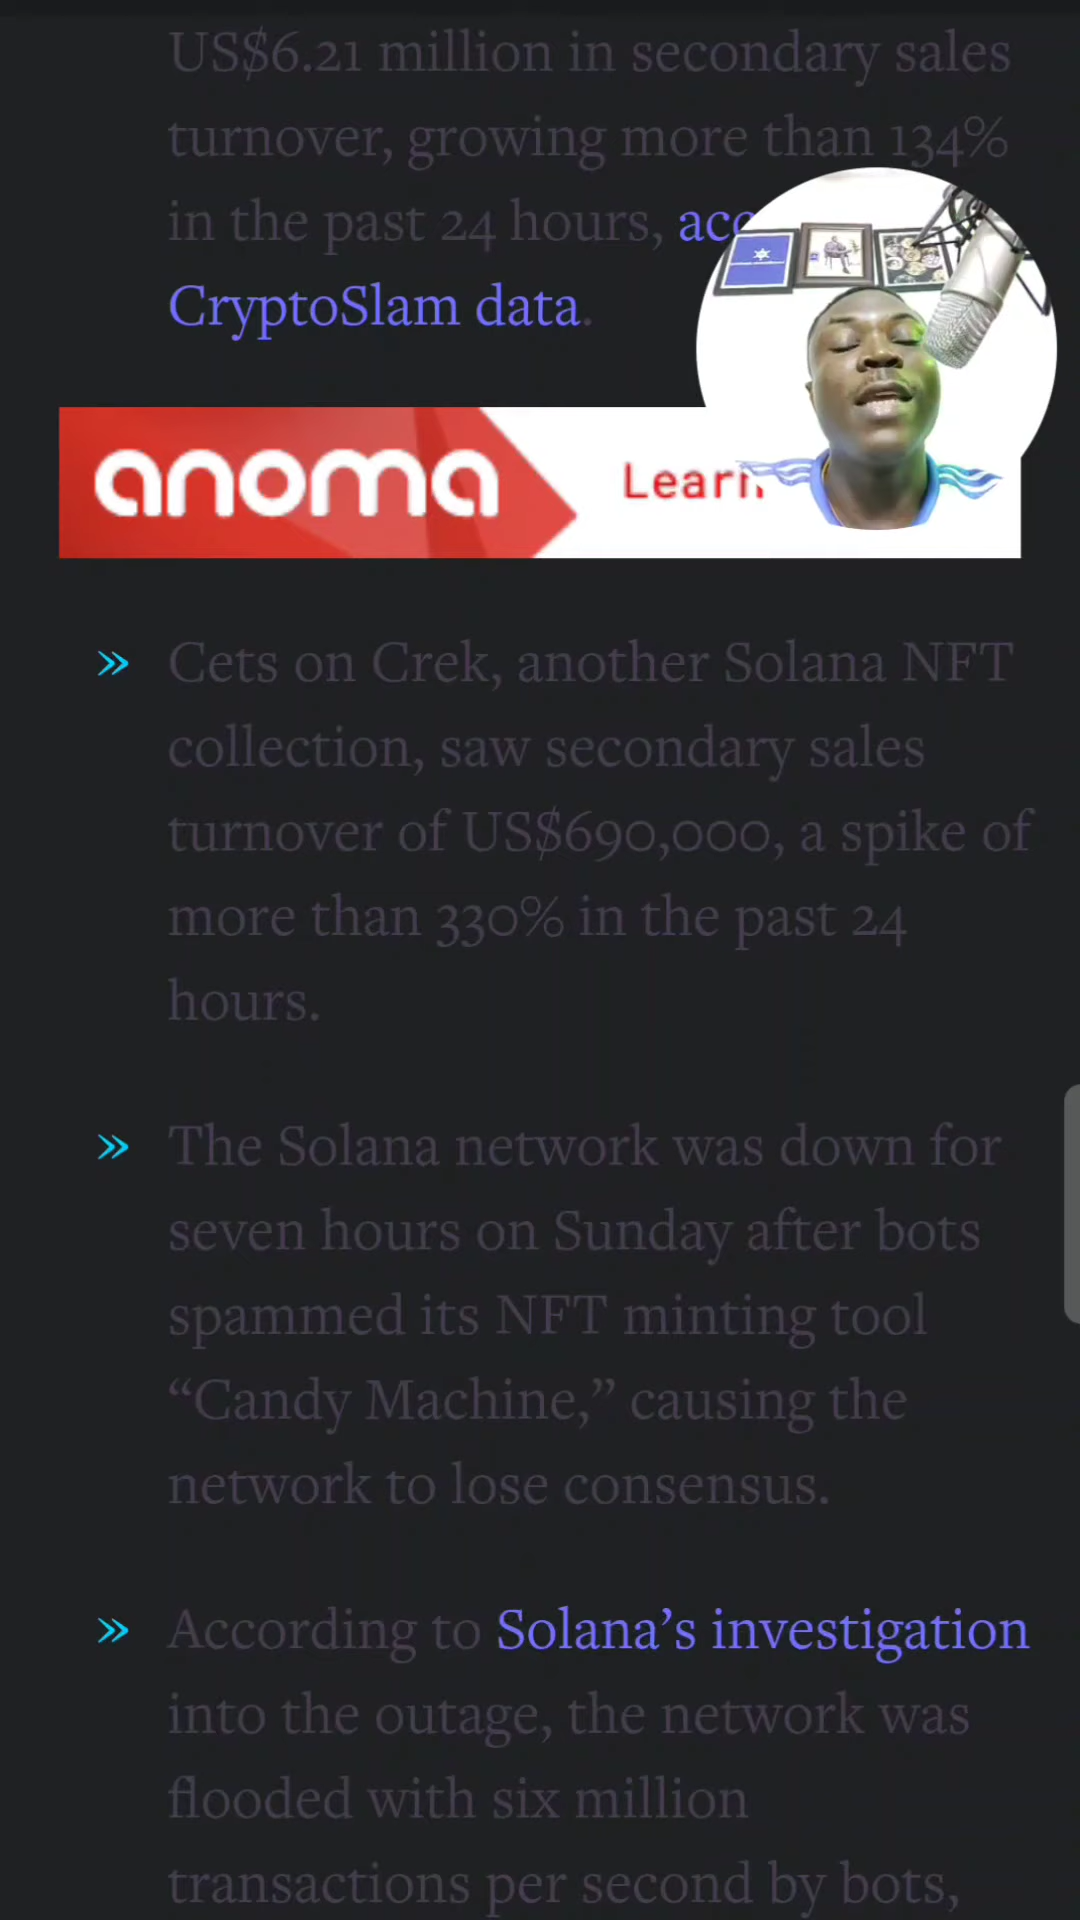 US$6.21 million in secondary sales
turnover, growing more than 134%
in the past 24 hours,
CryptoSlam data.
anoma
Learn
Cets on Crek, another Solana NFT
collection, saw secondary sales
turnover of US$690,000, a spike of
more than 330% in the past 24
hours.
The Solana network was down for
seven hours on Sunday after bots
spammed its NFT minting tool
“Candy Machine,” causing the
network to lose consensus.
According to Solana’s investigation
into the outage, the network was
flooded with six million
transactions per second by bots,